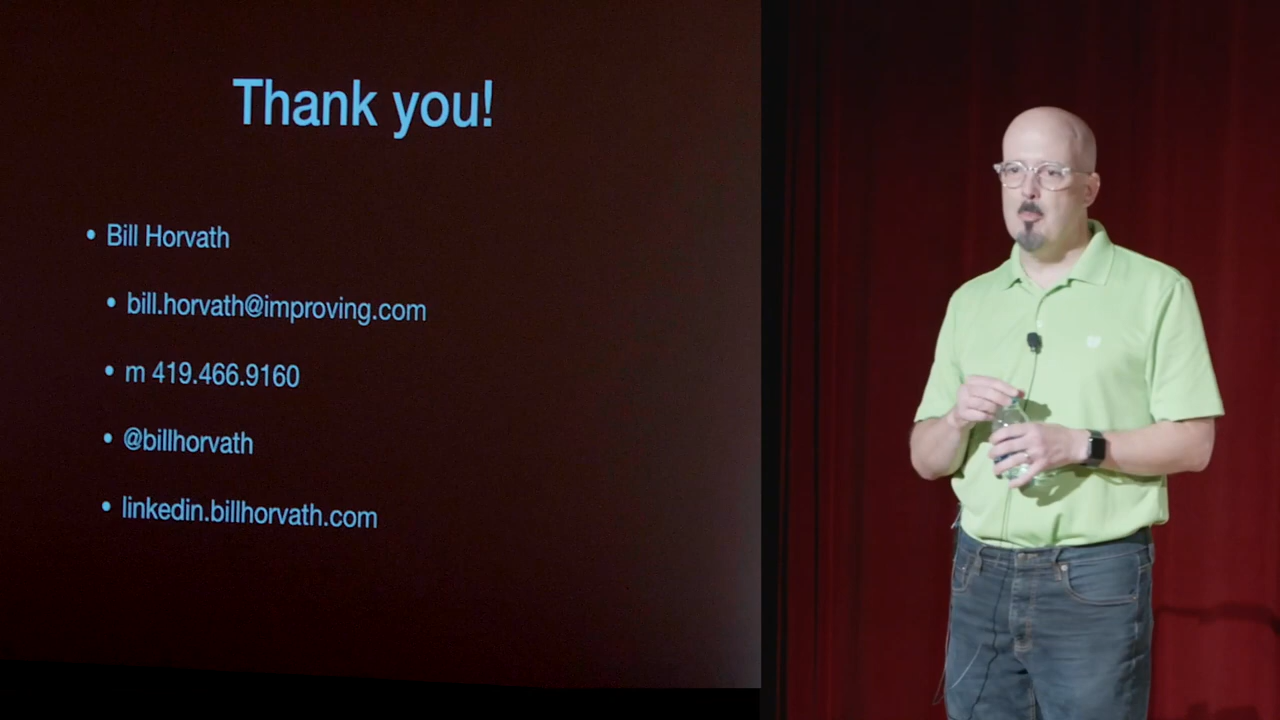 Thank you!
• Bill Horvath
• bill.horvath@improving.com
• m 419.466.9160
• @billhorvath
• linkedin.billhorvath.com